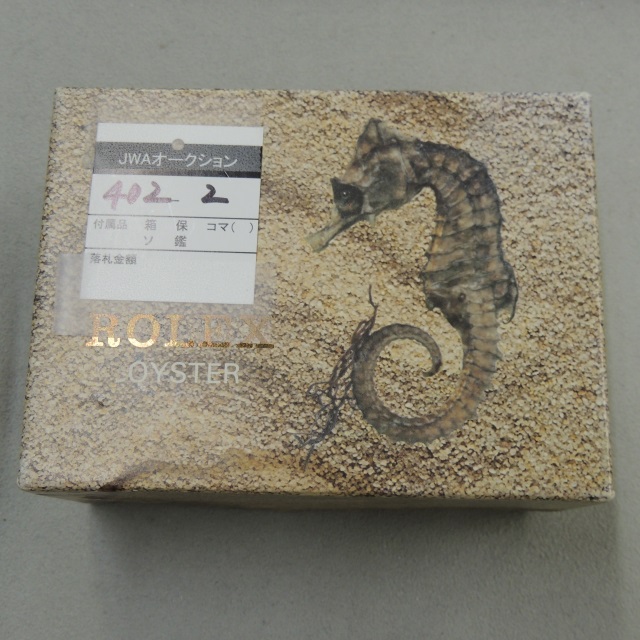 JWAオークション
402 2
付属品 箱 保 コマ( )
ソ 鑑
落札金額
ROLEX
OYSTER